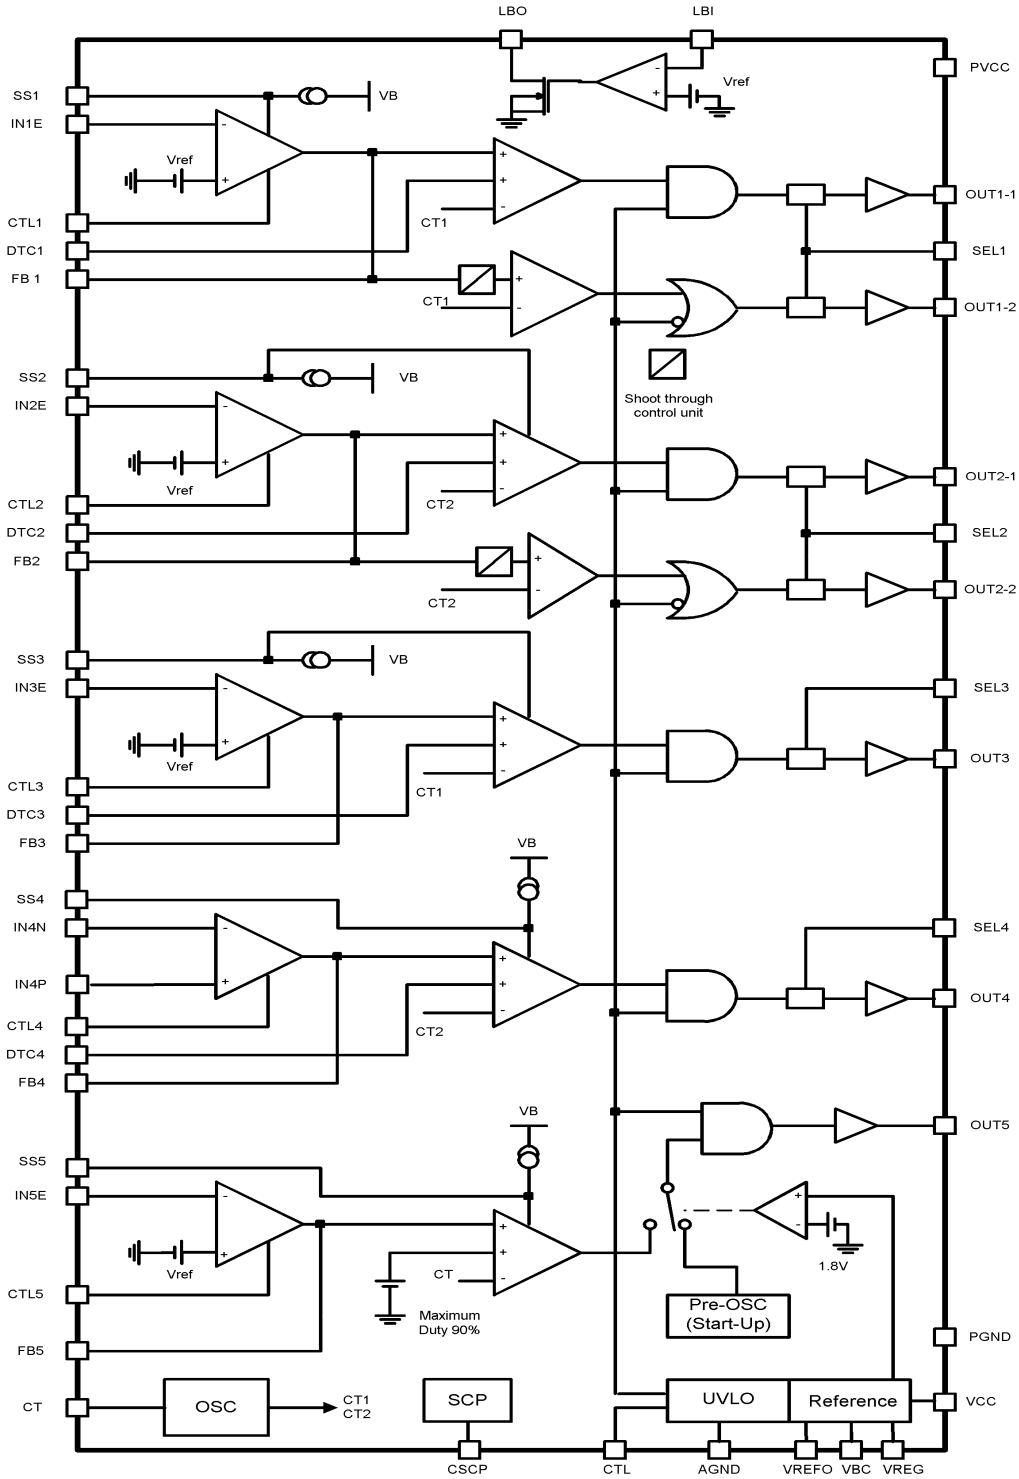 LBO
LBI
PVCC
SS1
VB
Vref
-
+
IN1E
-
Vref
+
+
+
-
CT1
CTL1
DTC1
FB 1
OUT1-1
SEL1
CT1
+
-
OUT1-2
Shoot through
control unit
SS2
VB
IN2E
-
+
Vref
+
+
-
CT2
CTL2
DTC2
FB2
OUT2-1
SEL2
CT2
+
-
OUT2-2
SS3
VB
IN3E
-
+
Vref
+
+
-
CT1
CTL3
DTC3
FB3
SEL3
OUT3
VB
SS4
IN4N
-
IN4P
+
+
+
-
CT2
CTL4
DTC4
FB4
SEL4
OUT4
VB
OUT5
SS5
IN5E
-
+
Vref
+
+
-
CT
+
-
1.8V
CTL5
Maximum
Duty 90%
Pre-OSC
(Start-Up)
FB5
PGND
CT
OSC
CT1
CT2
SCP
UVLO
Reference
VCC
CSCP
CTL
AGND
VREFO
VBC
VREG